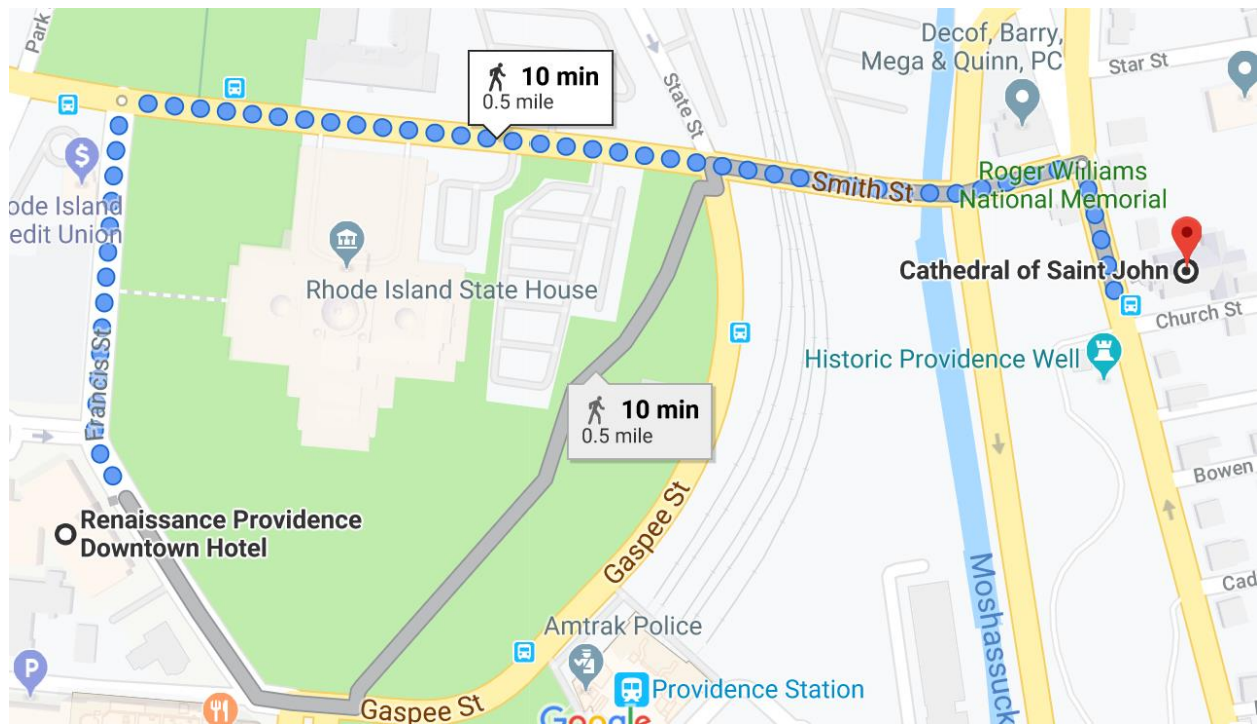 Park
Decof, Barry,
Mega & Quinn, PC
Star St
10 min
0.5 mile
State St
$
ode Island
edit Union
Smith St
Roger Williams
National Memorial
Cathedral of Saint John
Rhode Island State House
Church St
Francis St
Historic Providence Well
10 min
0.5 mile
Bowen
Renaissance Providence
Downtown Hotel
Gaspee St
Moshassuck
Cad
Amtrak Police
P
Providence Station
Gaspee St
Google